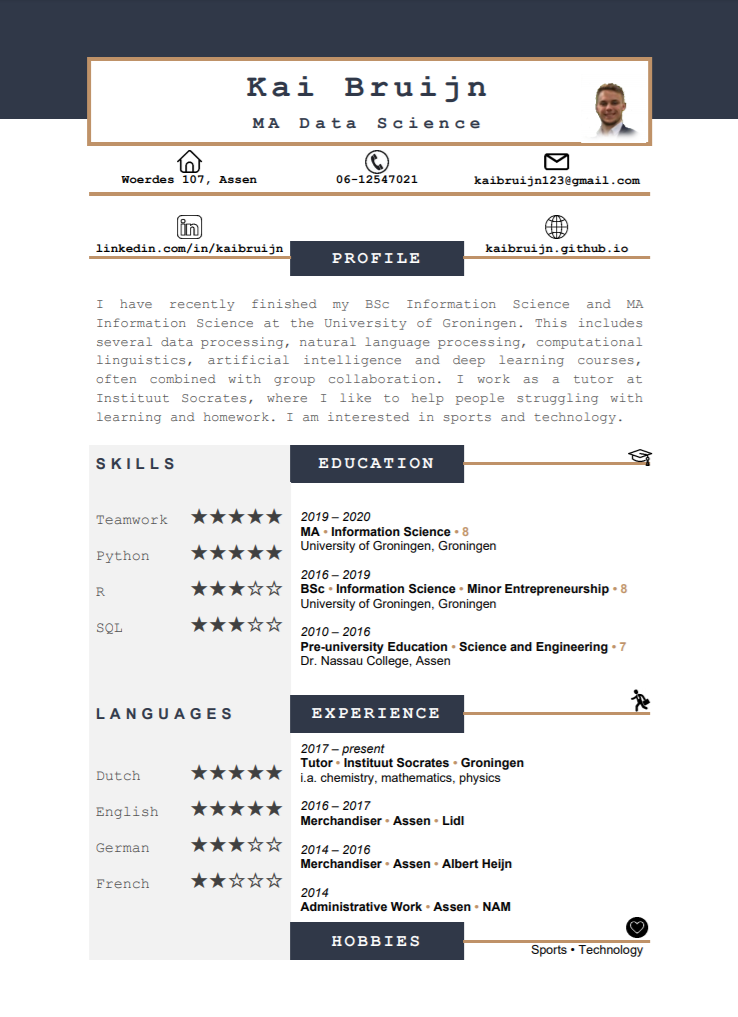 Kai Bruijn
MA Data Science
Woerdes 107, Assen
06-12547021
kaibruijn123@gmail.com
in
linkedin.com/in/kaibruijn
kaibruijn.github.io
PROFILE
I have recently finished my BSc Information Science and MA
Information Science at the University of Groningen. This includes
several data processing, natural language processing, computational
linguistics, artificial intelligence and deep learning courses,
often combined with group collaboration. I work as a tutor at
Instituut Socrates, where I like to help people struggling with
learning and homework. I am interested in sports and technology.
SKILLS
Teamwork ★★★★★
Python ★★★★★
R ★★★☆☆
SQL ★★★☆☆
LANGUAGES
Dutch ★★★★★
English ★★★★★
German ★★★☆☆
French ★★☆☆☆
EDUCATION
2019 – 2020
MA • Information Science • 8
University of Groningen, Groningen
2016 – 2019
BSc • Information Science • Minor Entrepreneurship • 8
University of Groningen, Groningen
2010 – 2016
Pre-university Education • Science and Engineering • 7
Dr. Nassau College, Assen
EXPERIENCE
2017 – present
Tutor • Instituut Socrates • Groningen
i.a. chemistry, mathematics, physics
2016 – 2017
Merchandiser • Assen • Lidl
2014 – 2016
Merchandiser • Assen • Albert Heijn
2014
Administrative Work • Assen • NAM
HOBBIES
Sports • Technology